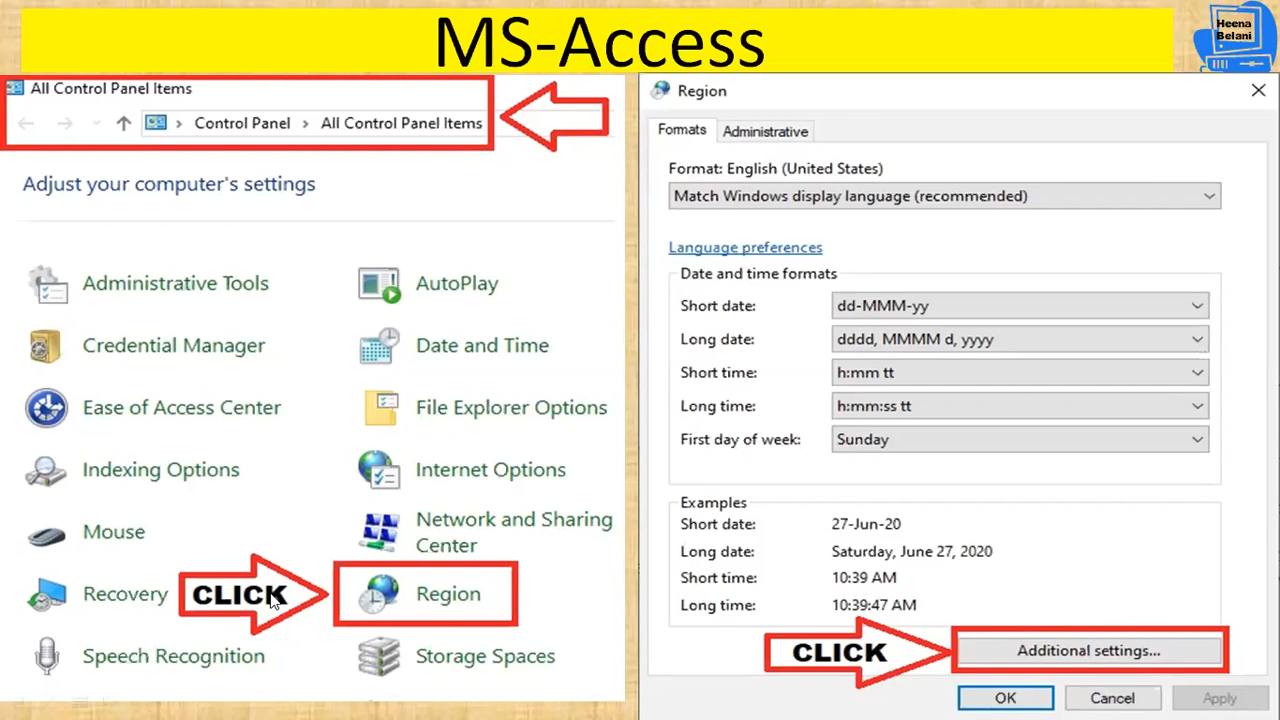 MS-Access
Heena
Belani
All Control Panel Items
Control Panel > All Control Panel Items
Adjust your computer's settings
Administrative Tools
AutoPlay
Credential Manager
Date and Time
Ease of Access Center
File Explorer Options
Indexing Options
Internet Options
Mouse
Network and Sharing
Center
Recovery
CLICK
Region
Speech Recognition
Storage Spaces
Region
Formats
Administrative
Format: English (United States)
Match Windows display language (recommended)
Language preferences
Date and time formats
Short date: dd-MMM-yy
Long date: dddd, MMMM d, yyyy
Short time: h:mm tt
Long time: h:mm:ss tt
First day of week: Sunday
Examples
Short date: 27-Jun-20
Long date: Saturday, June 27, 2020
Short time: 10:39 AM
Long time: 10:39:47 AM
CLICK
Additional settings...
OK
Cancel
Apply